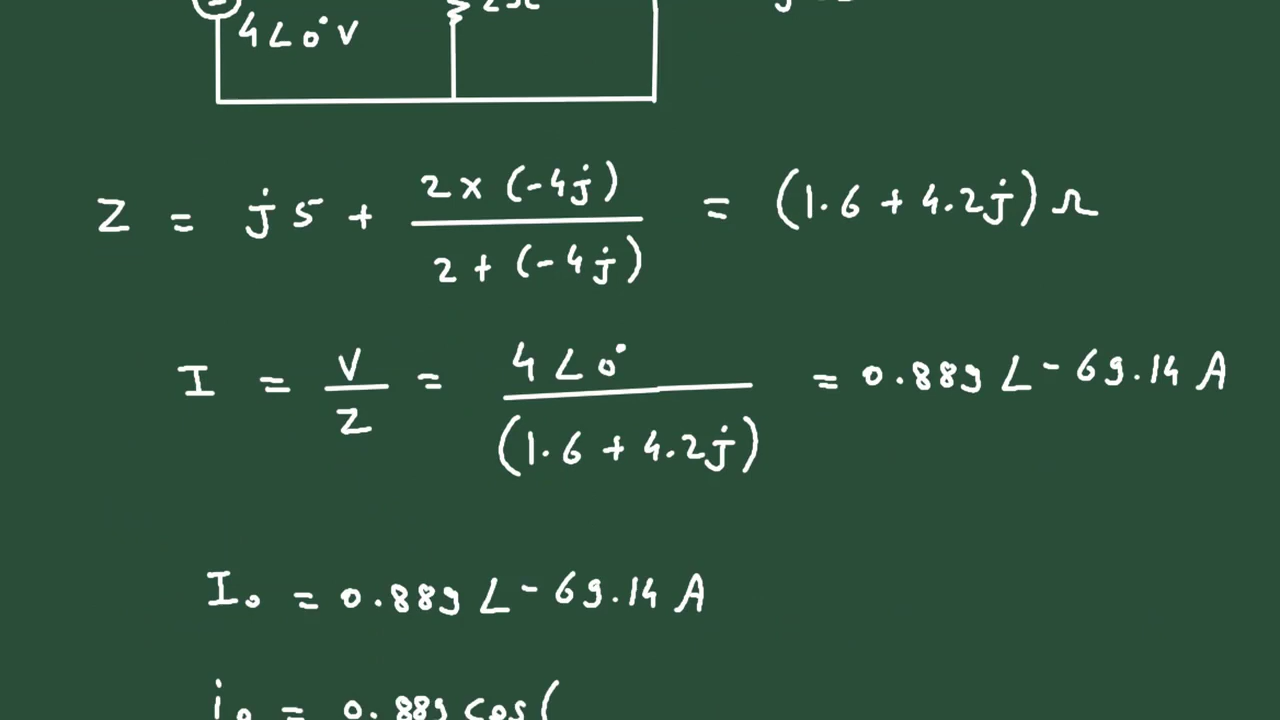 4∠0°V
Z = j5 + (2×(-4j))/(2+(-4j)) = (1.6+4.2j)Ω
I = V/Z = 4∠0°/(1.6+4.2j) = 0.889∠-69.14 A
I₀ = 0.889∠-69.14 A
i₀ = 0.889 cos(